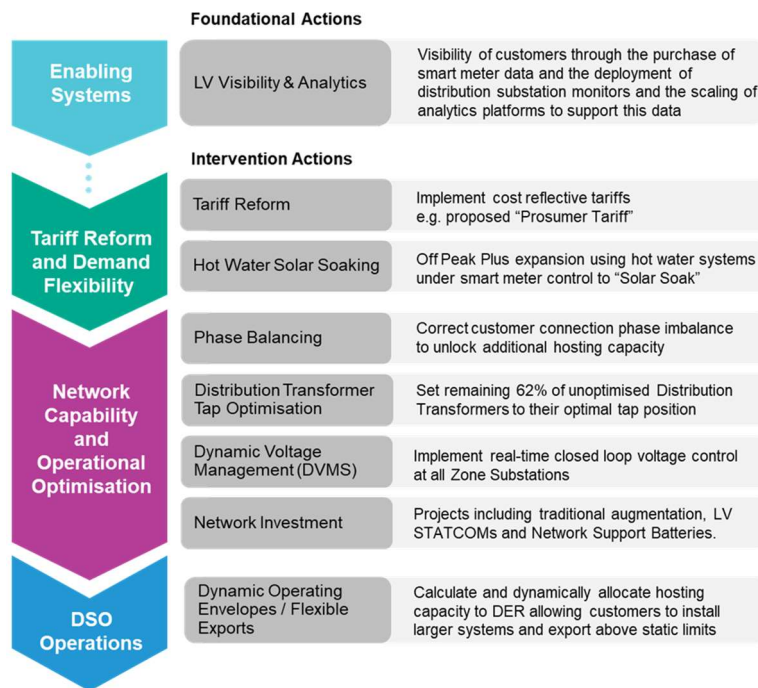 Foundational Actions
Enabling
Systems
LV Visibility & Analytics
Visibility of customers through the purchase of
smart meter data and the deployment of
distribution substation monitors and the scaling of
analytics platforms to support this data
Intervention Actions
Tariff Reform
and Demand
Flexibility
Tariff Reform
Implement cost reflective tariffs
e.g. proposed “Prosumer Tariff”
Hot Water Solar Soaking
Off Peak Plus expansion using hot water systems
under smart meter control to “Solar Soak”
Network
Capability
and
Operational
Optimisation
Phase Balancing
Correct customer connection phase imbalance
to unlock additional hosting capacity
Distribution Transformer
Tap Optimisation
Set remaining 62% of unoptimised Distribution
Transformers to their optimal tap position
Dynamic Voltage
Management (DVMS)
Implement real-time closed loop voltage control
at all Zone Substations
Network Investment
Projects including traditional augmentation, LV
STATCOMs and Network Support Batteries.
DSO
Operations
Dynamic Operating
Envelopes / Flexible
Exports
Calculate and dynamically allocate hosting
capacity to DER allowing customers to install
larger systems and export above static limits